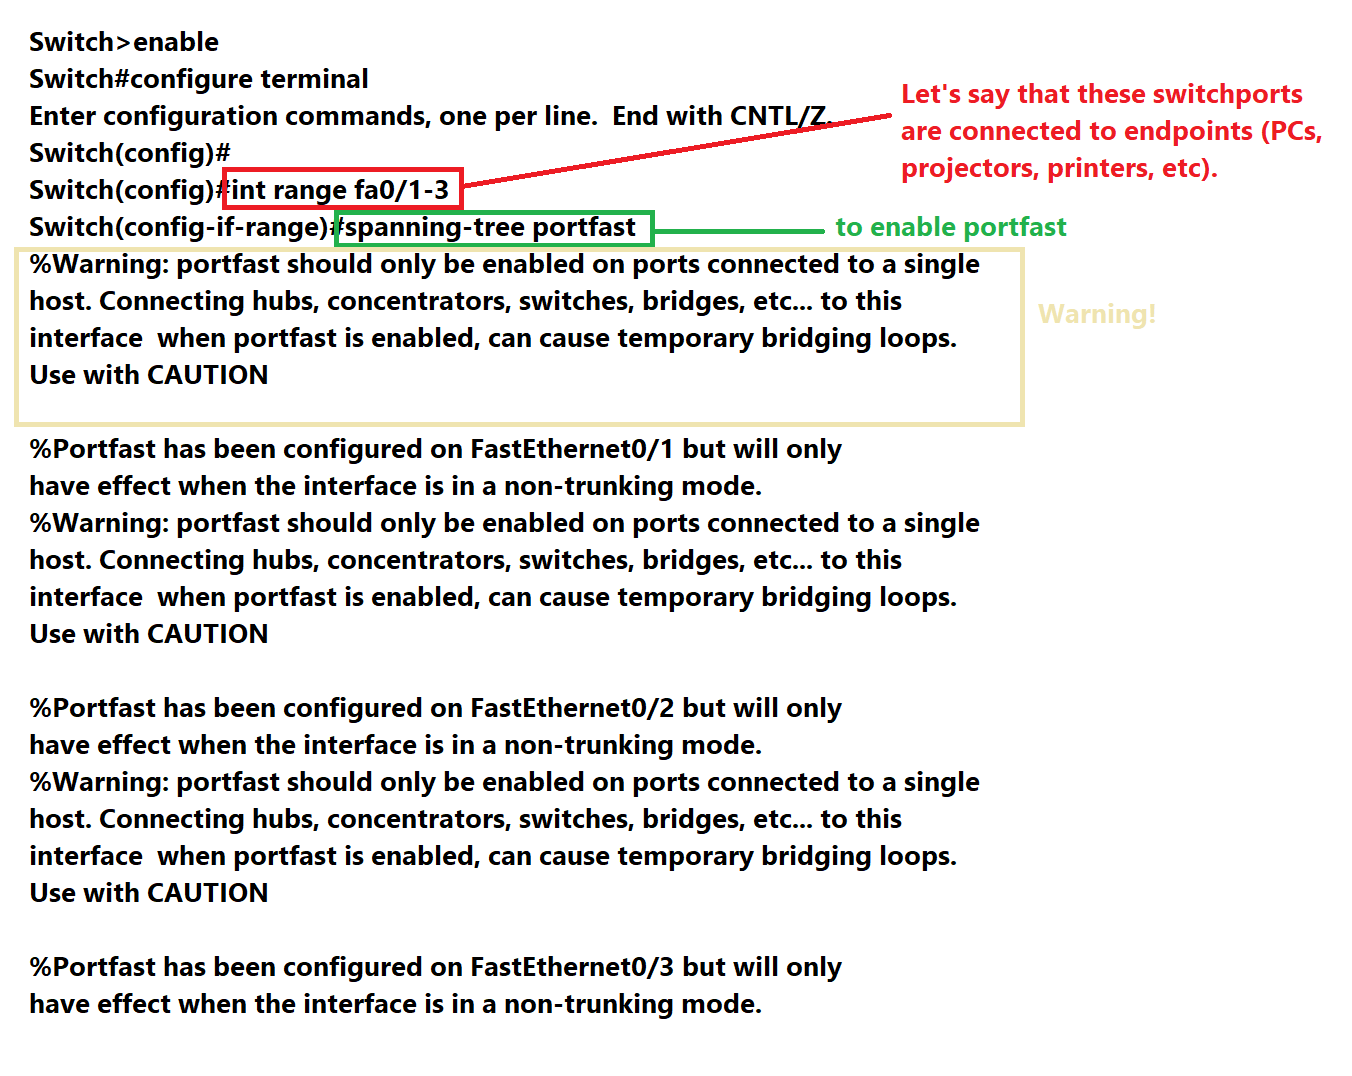 Switch>enable
Switch#configure terminal
Enter configuration commands, one per line.  End with CNTL/Z.
Switch(config)#
Switch(config)#int range fa0/1-3
Switch(config-if-range)#spanning-tree portfast
%Warning: portfast should only be enabled on ports connected to a single
host. Connecting hubs, concentrators, switches, bridges, etc... to this
interface  when portfast is enabled, can cause temporary bridging loops.
Use with CAUTION
%Portfast has been configured on FastEthernet0/1 but will only
have effect when the interface is in a non-trunking mode.
%Warning: portfast should only be enabled on ports connected to a single
host. Connecting hubs, concentrators, switches, bridges, etc... to this
interface  when portfast is enabled, can cause temporary bridging loops.
Use with CAUTION
%Portfast has been configured on FastEthernet0/2 but will only
have effect when the interface is in a non-trunking mode.
%Warning: portfast should only be enabled on ports connected to a single
host. Connecting hubs, concentrators, switches, bridges, etc... to this
interface  when portfast is enabled, can cause temporary bridging loops.
Use with CAUTION
%Portfast has been configured on FastEthernet0/3 but will only
have effect when the interface is in a non-trunking mode.
Let's say that these switchports
are connected to endpoints (PCs,
projectors, printers, etc).
to enable portfast
Warning!